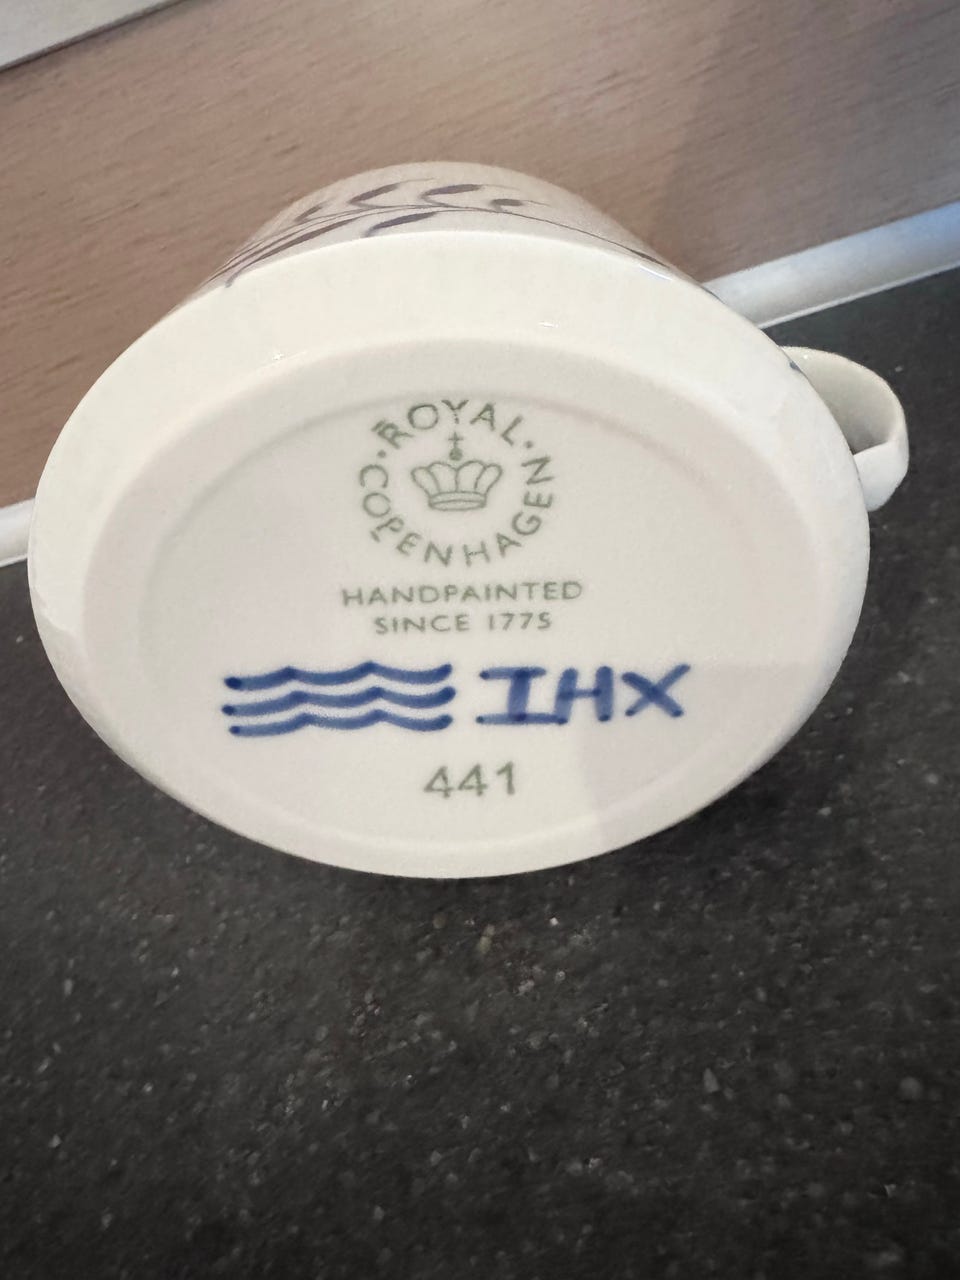 ROYAL
COPENHAGEN
HANDPAINTED
SINCE 1775
IHX
441